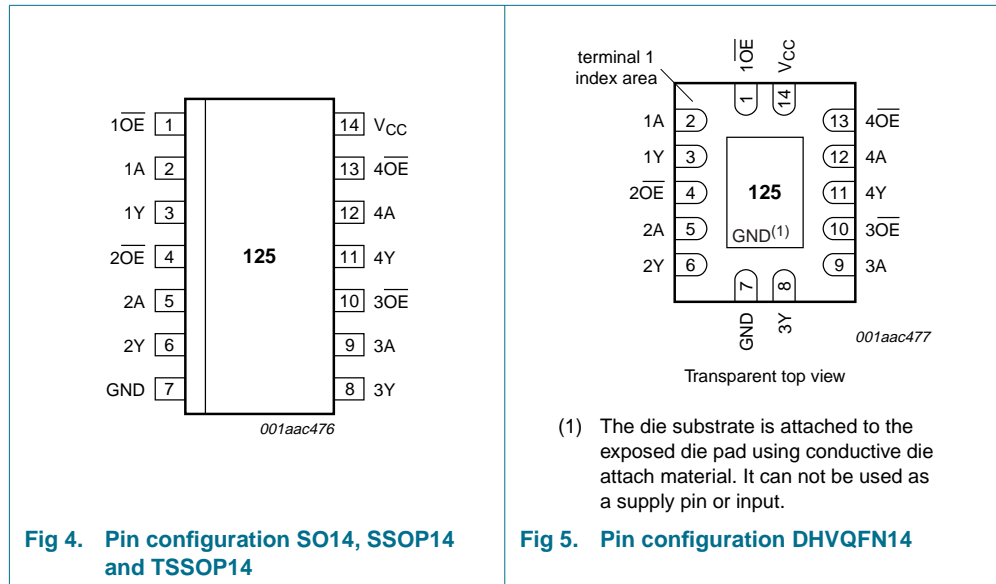 1OE 1
1A 2
1Y 3
2OE 4
2A 5
2Y 6
GND 7
125
14 VCC
13 4OE
12 4A
11 4Y
10 3OE
9 3A
8 3Y
001aac476
Fig 4. Pin configuration SO14, SSOP14
and TSSOP14
terminal 1
index area
1OE
VCC
1
14
1A 2
1Y 3
2OE 4
2A 5
2Y 6
125
GND(1)
13 4OE
12 4A
11 4Y
10 3OE
9 3A
7
8
GND
3Y
001aac477
Transparent top view
(1) The die substrate is attached to the
exposed die pad using conductive die
attach material. It can not be used as
a supply pin or input.
Fig 5. Pin configuration DHVQFN14